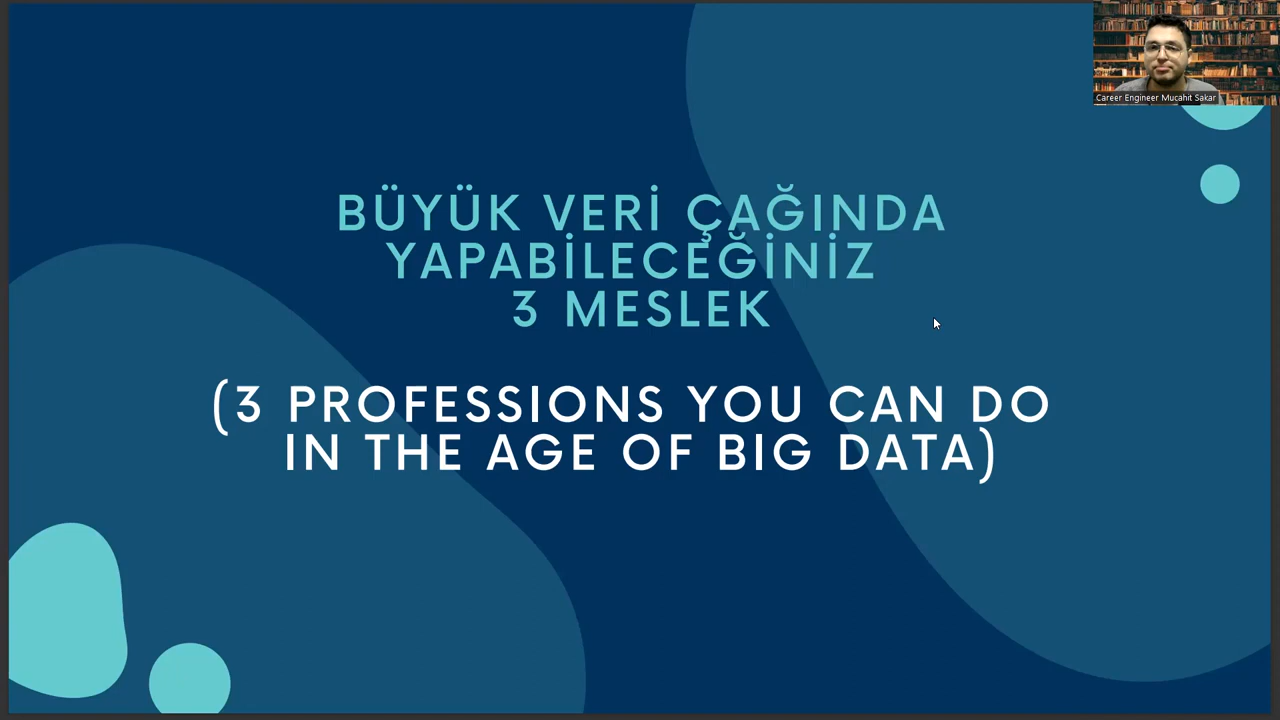 Career Engineer Mucahit Sakar
BÜYÜK VERİ ÇAĞINDA
YAPABİLECEĞİNİZ
3 MESLEK
(3 PROFESSIONS YOU CAN DO
IN THE AGE OF BIG DATA)